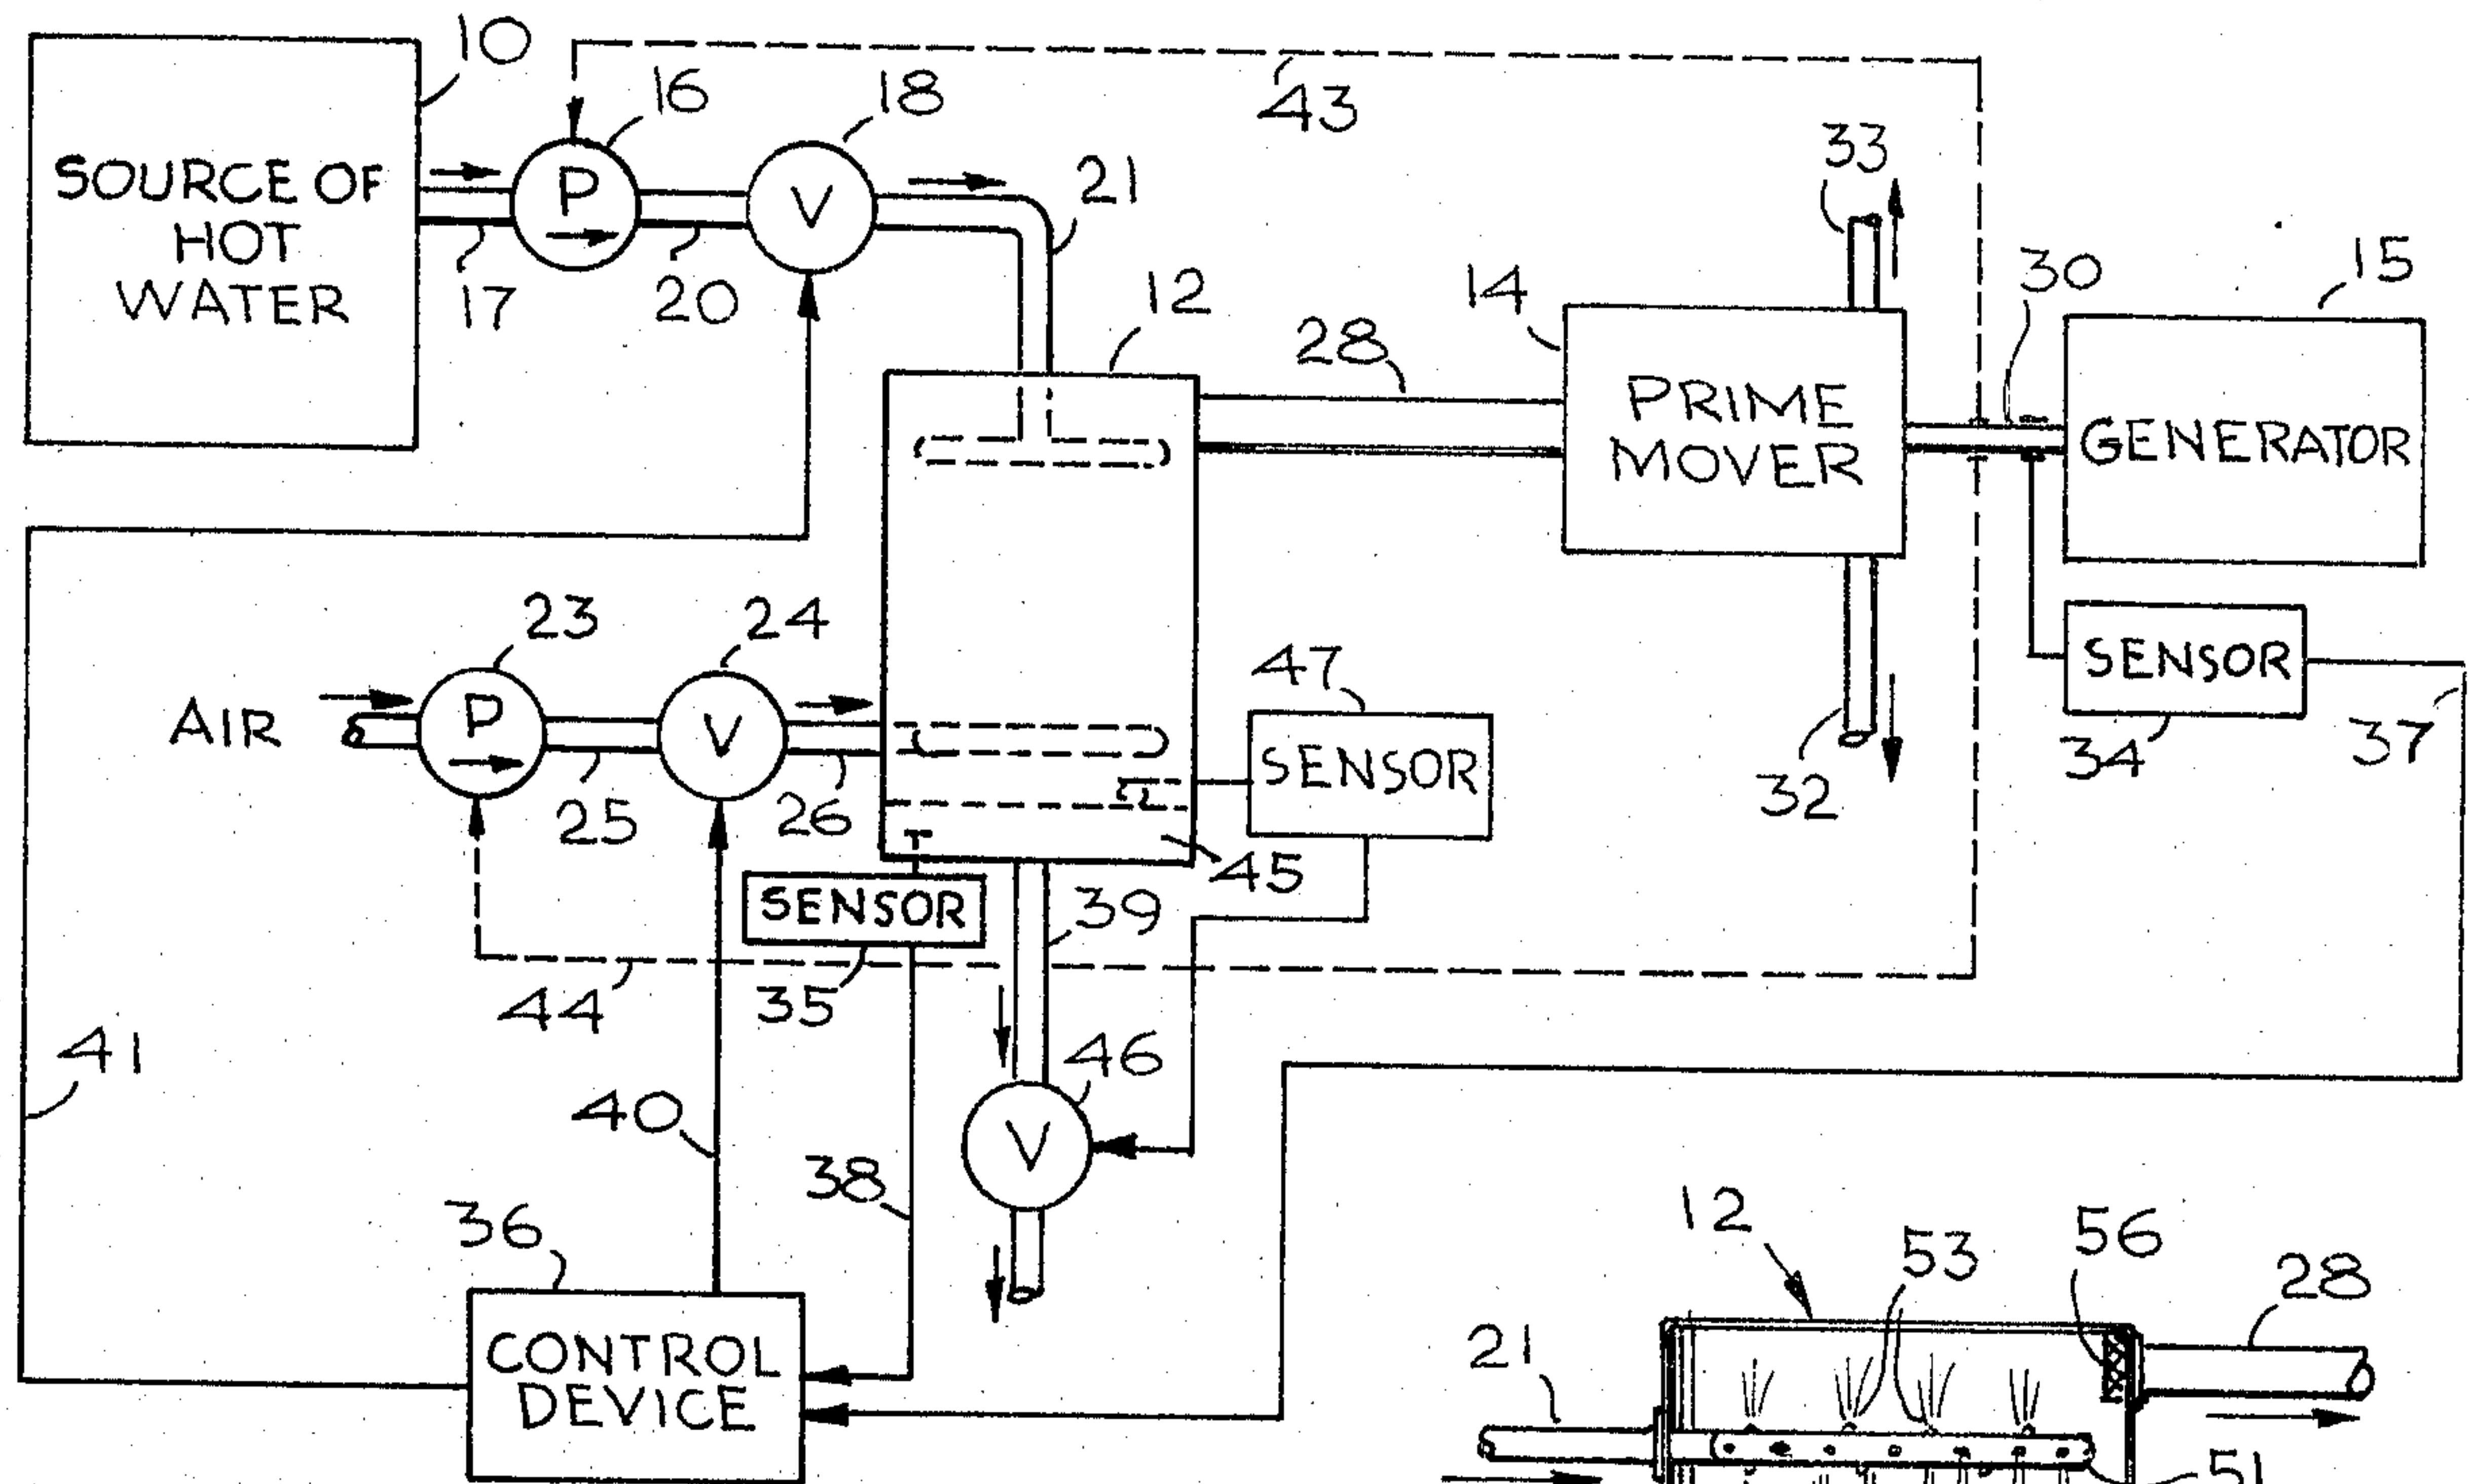 10
16
18
43
33
SOURCE OF
HOT
WATER
P
V
21
30
15
17
20
12
14
28
PRIME
MOVER
GENERATOR
23
24
47
SENSOR
AIR
P
V
SENSOR
34
37
25
26
32
45
SENSOR
39
35
44
46
41
40
V
38
36
12
53
56
28
CONTROL
DEVICE
21
51